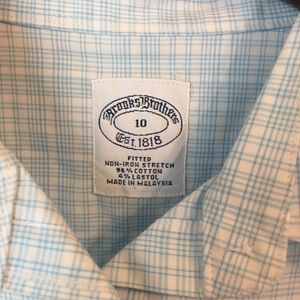 Brooks Brothers
10
Est. 1818
FITTED
NON-IRON STRETCH
96% COTTON
4% LASTOL
MADE IN MALAYSIA